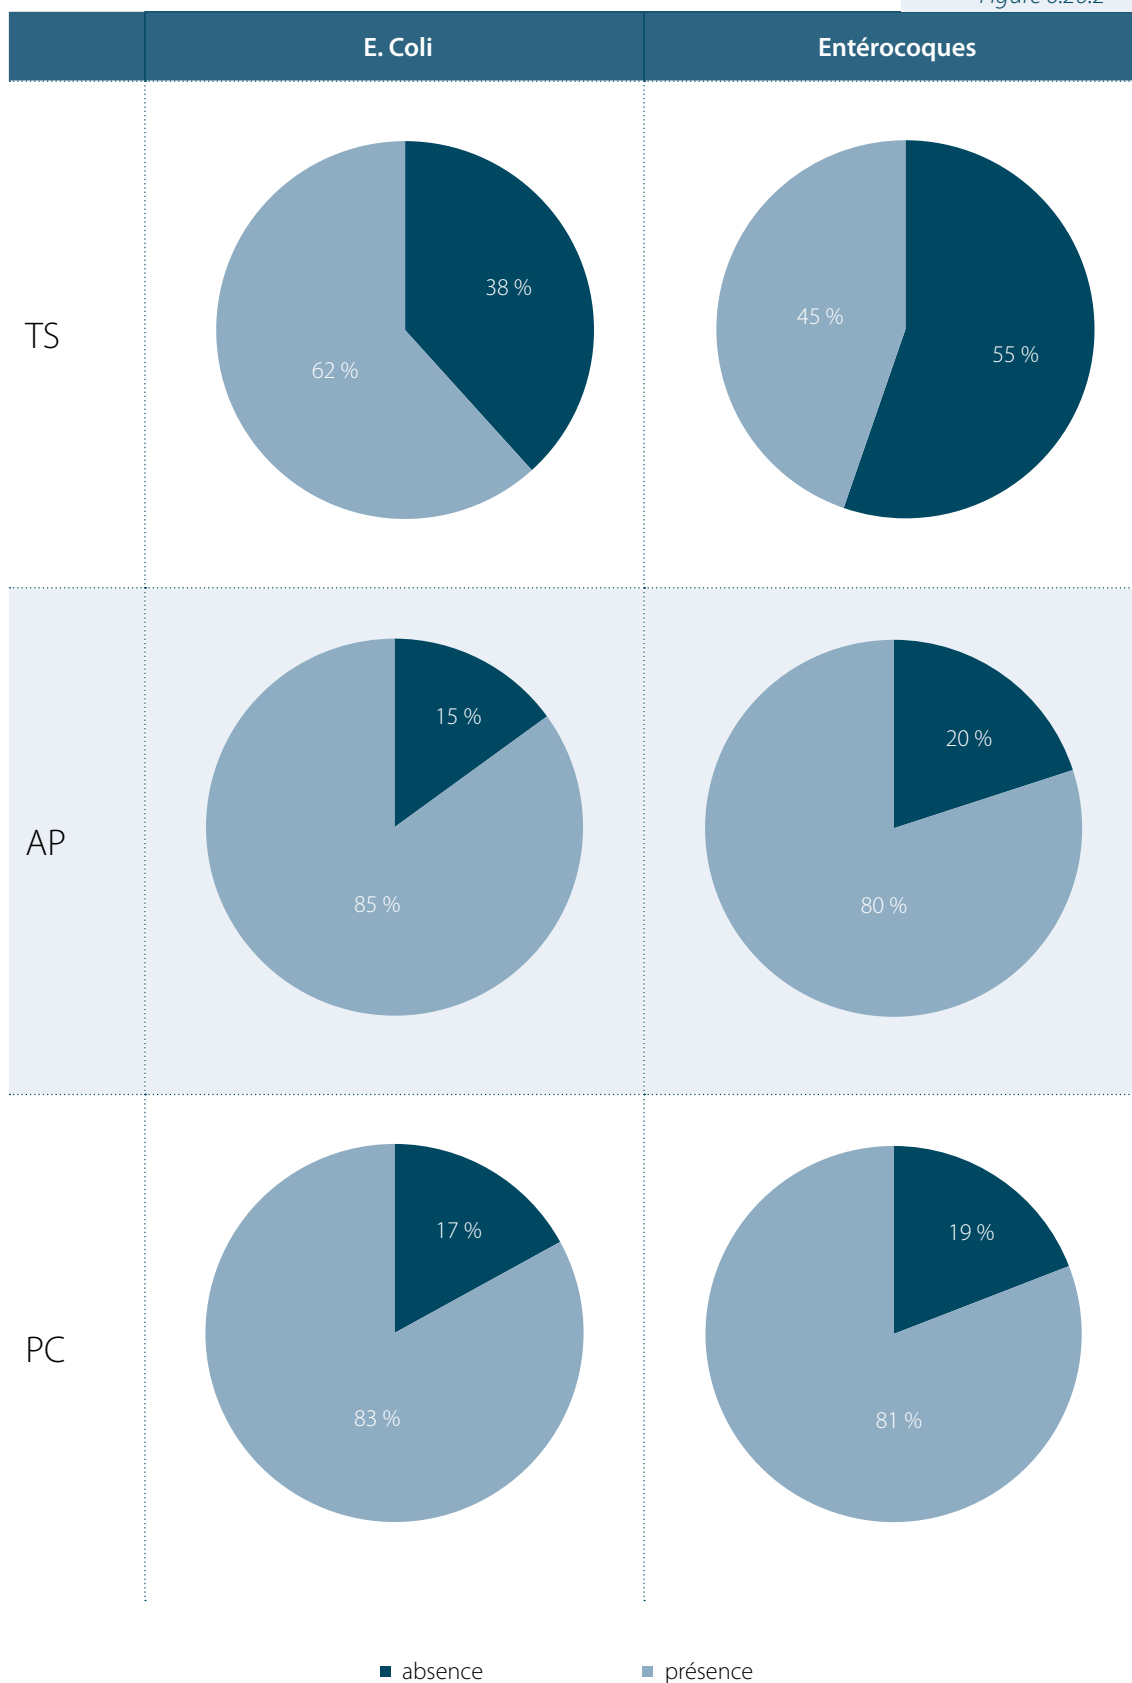 E. Coli
Entérocoques
TS
38 %
62 %
45 %
55 %
AP
15 %
85 %
20 %
80 %
PC
17 %
83 %
19 %
81 %
absence
présence